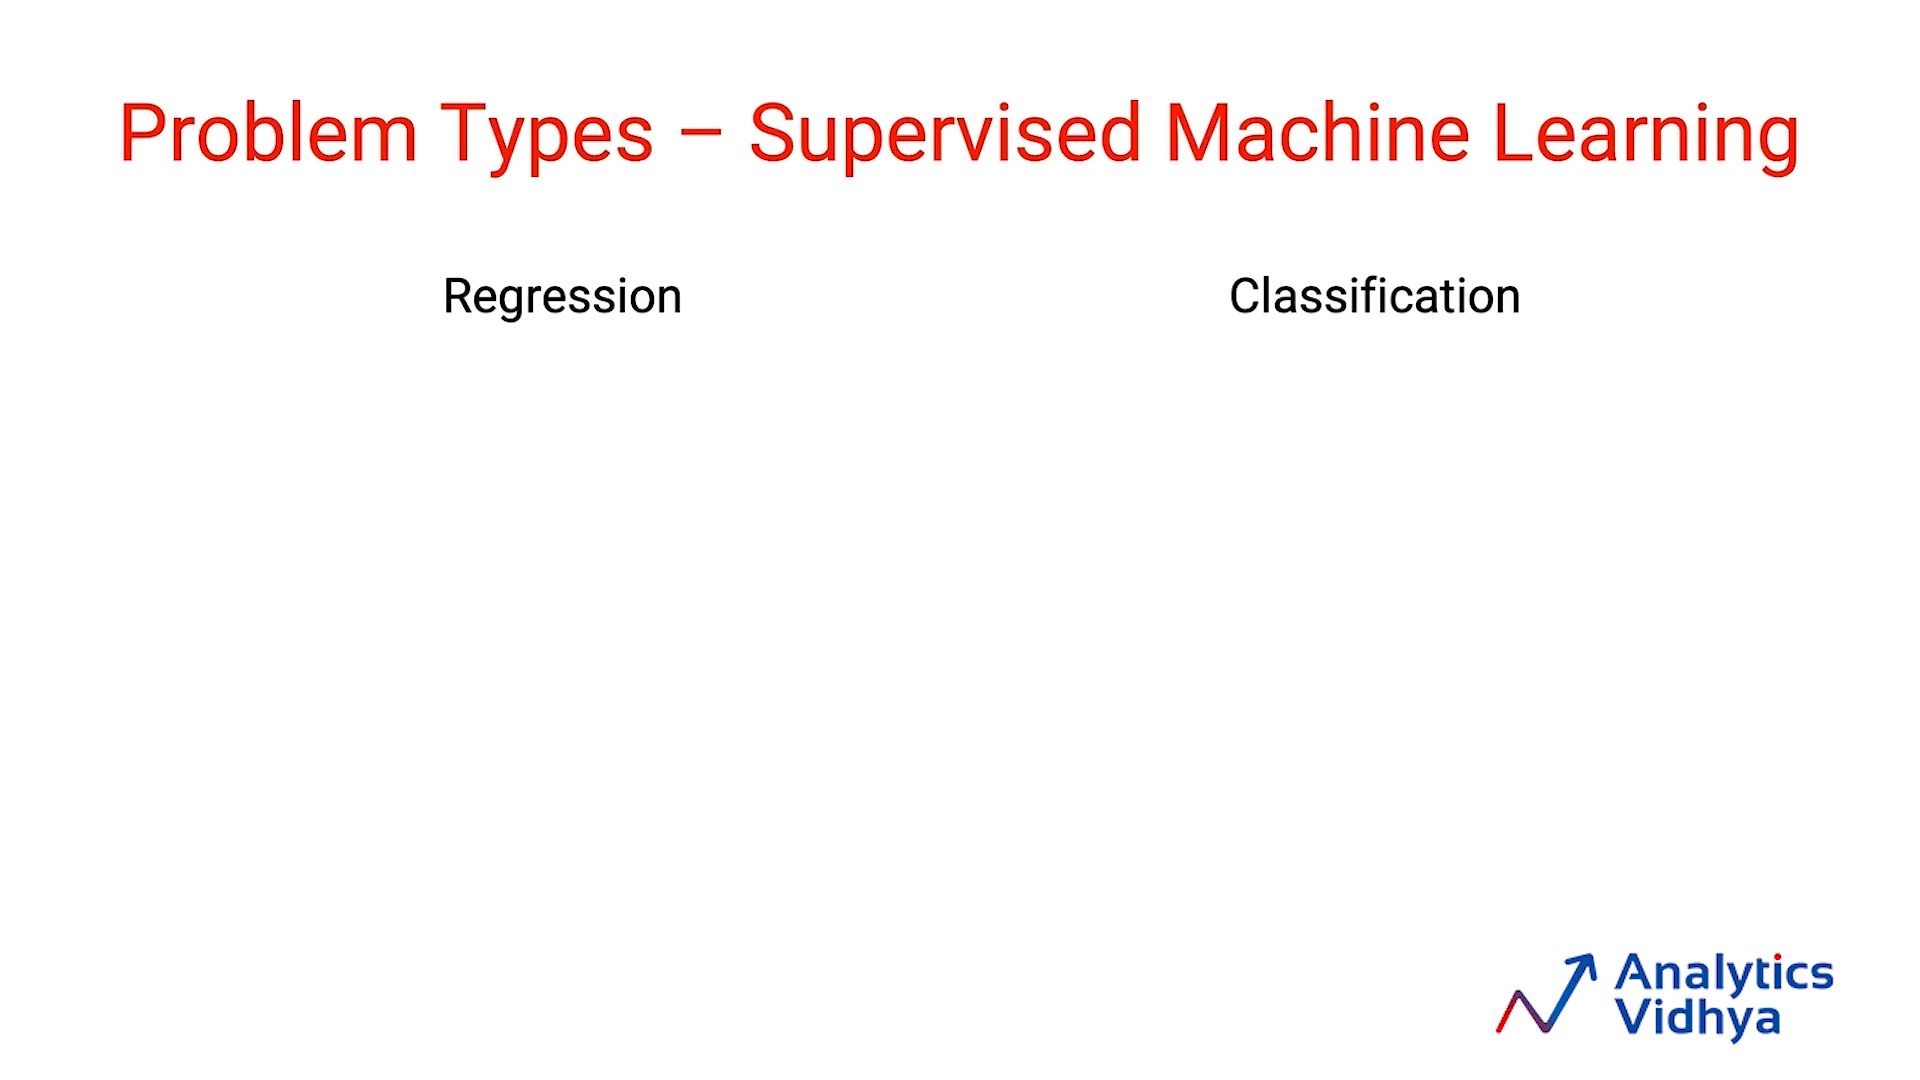 Problem Types – Supervised Machine Learning
Regression
Classification
Analytics
Vidhya